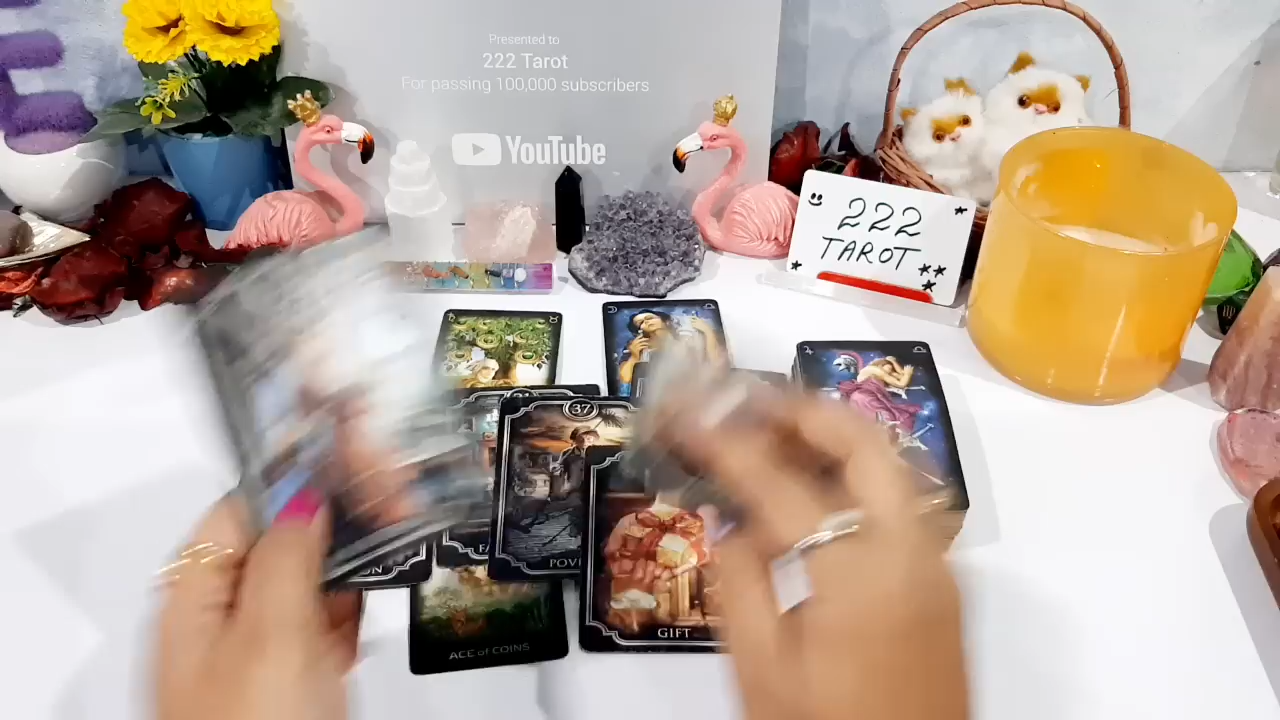 Presented to
222 Tarot
For passing 100,000 subscribers
YouTube
222
TAROT
37
GIFT
ACE of COINS